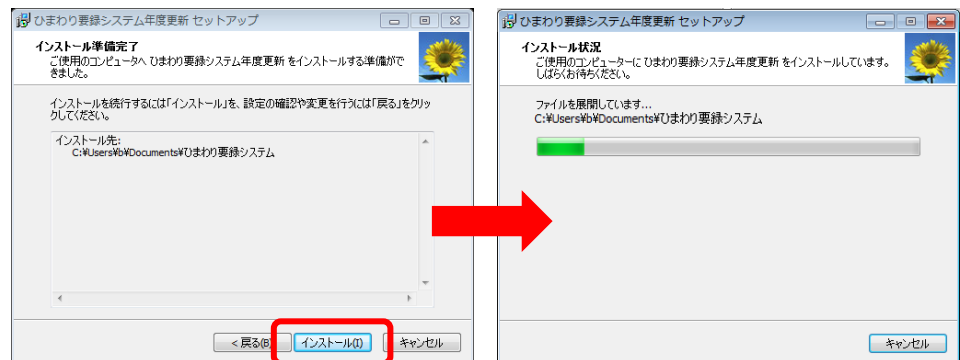 ひまわり要録システム年度更新 セットアップ
インストール準備完了
ご使用のコンピュータへ ひまわり要録システム年度更新 をインストールする準備がで
きました。
インストールを続行するには「インストール」を、設定の確認や変更を行うには「戻る」をクリッ
クしてください。
インストール先:
C:¥Users¥b¥Documents¥ひまわり要録システム
< 戻る(B)
インストール(I)
キャンセル
ひまわり要録システム年度更新 セットアップ
インストール状況
ご使用のコンピューターに ひまわり要録システム年度更新 をインストールしています。
しばらくお待ちください。
ファイルを展開しています...
C:¥Users¥b¥Documents¥ひまわり要録システム
キャンセル